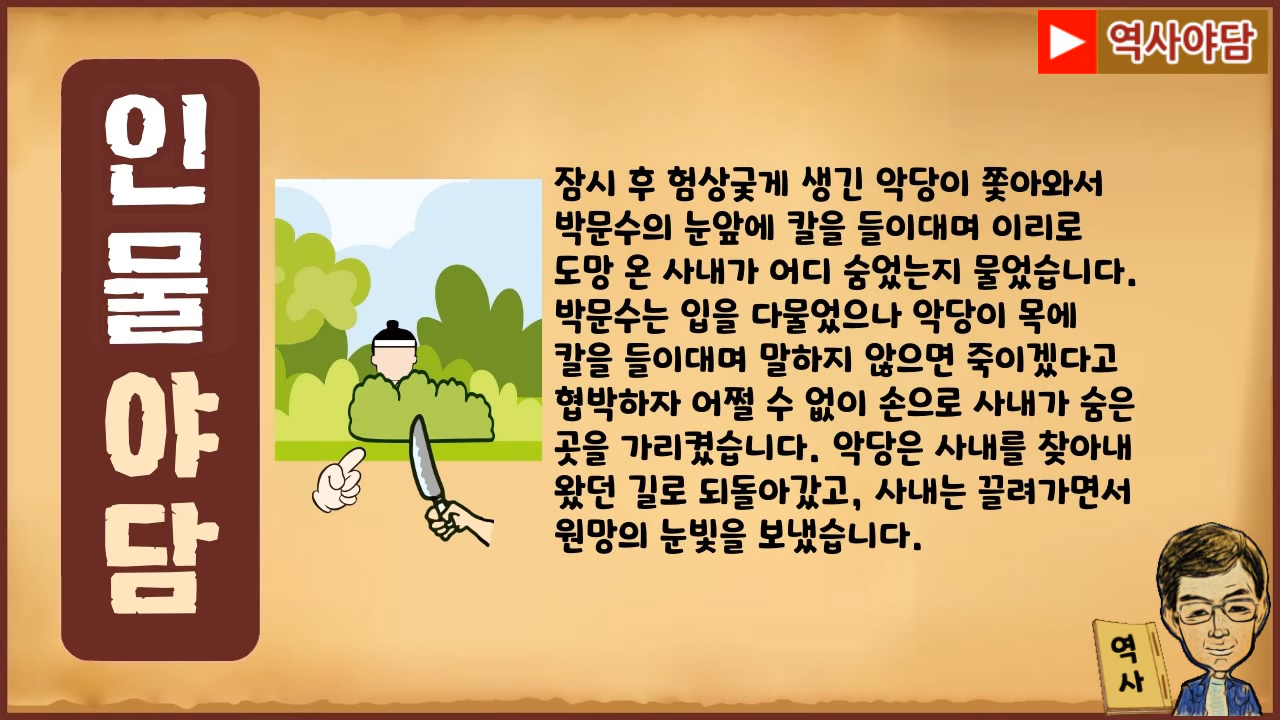 역사야담
인물야담
잠시 후 험상궂게 생긴 악당이 쫓아와서
박문수의 눈앞에 칼을 들이대며 이리로
도망 온 사내가 어디 숨었는지 물었습니다.
박문수는 입을 다물었으나 악당이 목에
칼을 들이대며 말하지 않으면 죽이겠다고
협박하자 어쩔 수 없이 손으로 사내가 숨은
곳을 가리켰습니다. 악당은 사내를 찾아내
왔던 길로 되돌아갔고, 사내는 끌려가면서
원망의 눈빛을 보냈습니다.
역사